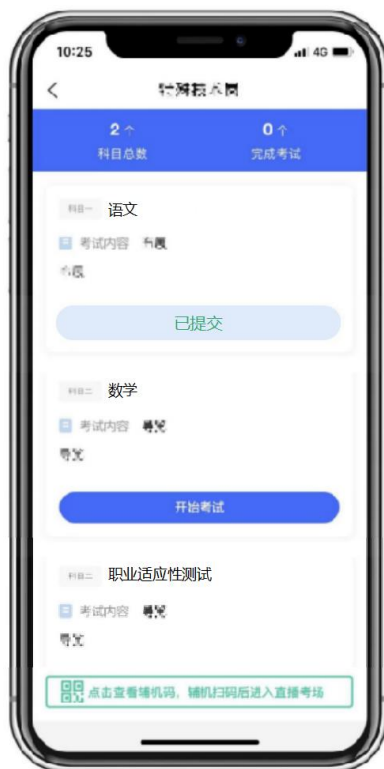 10:25
4G
2个
0个
科目总数
完成考试
科目一 语文
考试内容
已提交
科目二 数学
考试内容
开始考试
科目二 职业适应性测试
考试内容
点击查看辅机码，辅机扫码后进入直播考场